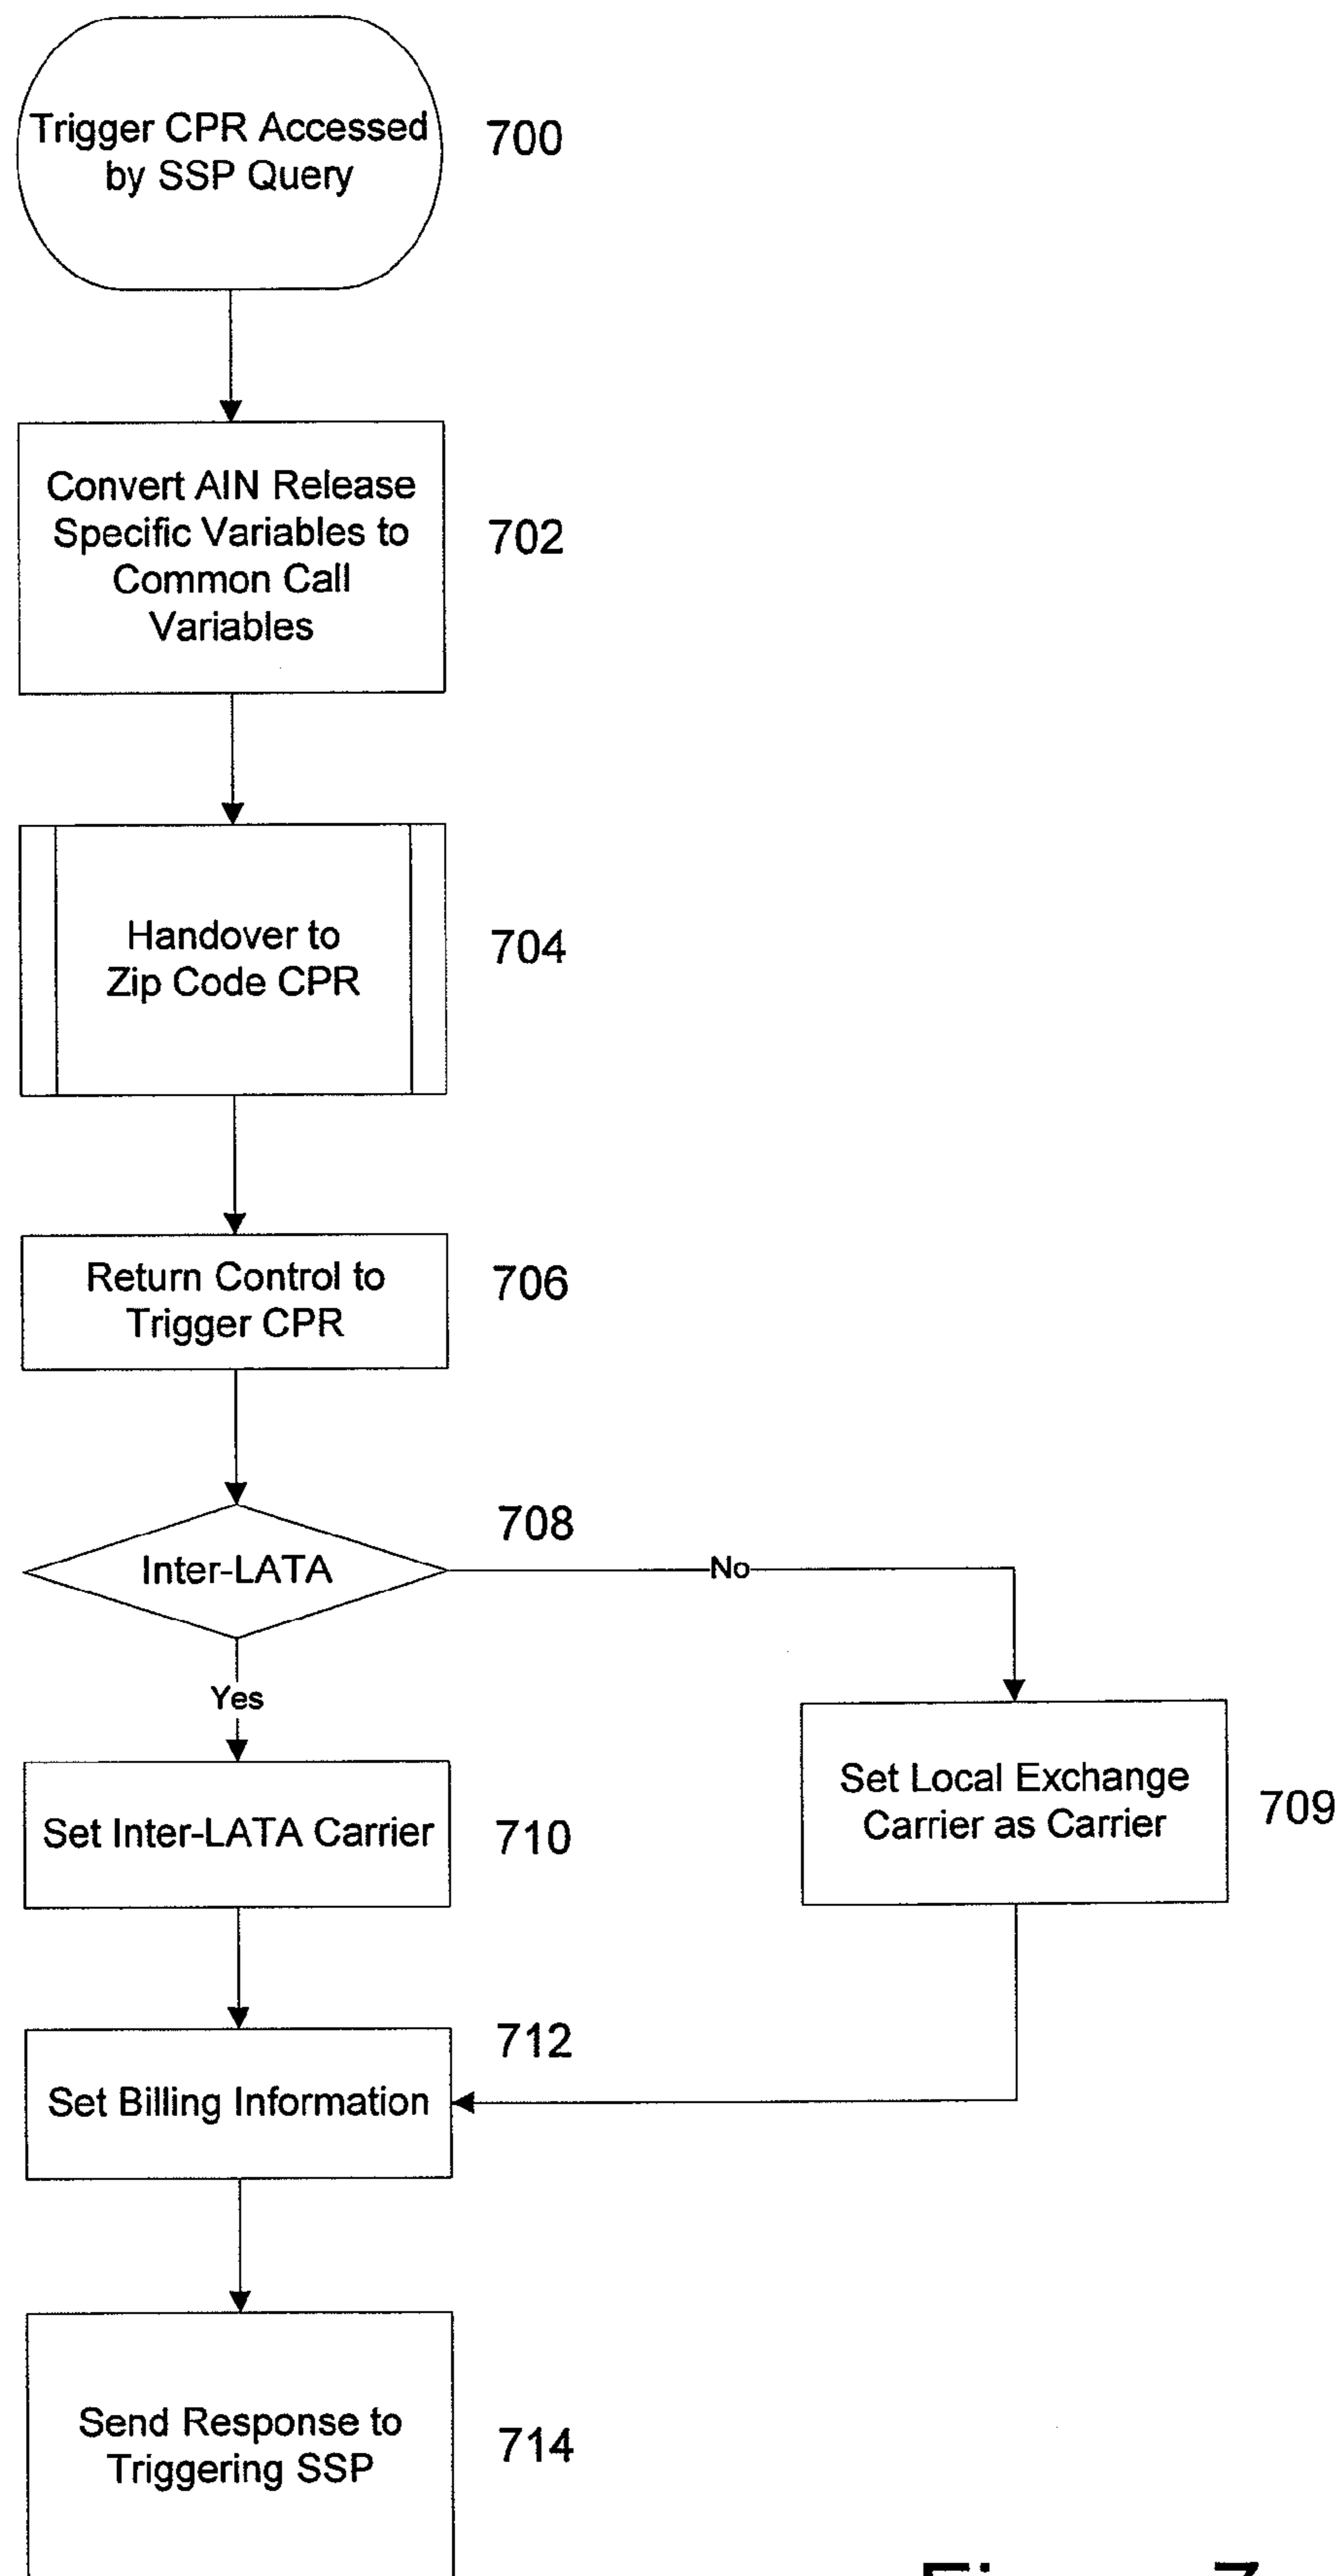 Trigger CPR Accessed
by SSP Query
700
Convert AIN Release
Specific Variables to
Common Call
Variables
702
Handover to
Zip Code CPR
704
Return Control to
Trigger CPR
706
708
Inter-LATA
No
Yes
Set Local Exchange
Carrier as Carrier
709
Set Inter-LATA Carrier
710
712
Set Billing Information
Send Response to
Triggering SSP
714